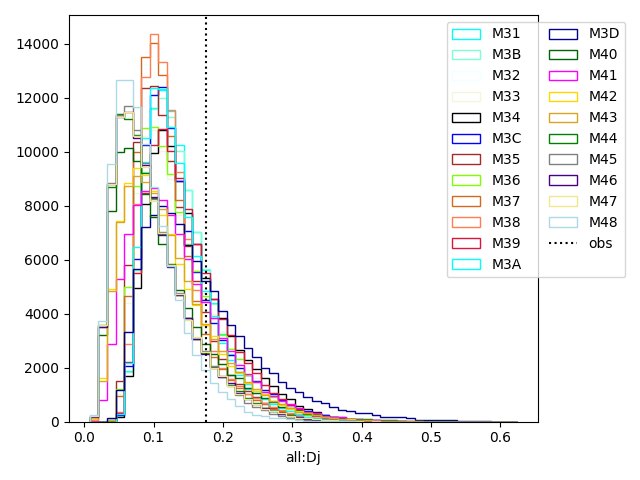 14000
12000
10000
8000
6000
4000
2000
0
0.0 0.1 0.2 0.3 0.4 0.5 0.6
all:Dj
M31
M3B
M32
M33
M34
M3C
M35
M36
M37
M38
M39
M3A
M3D
M40
M41
M42
M43
M44
M45
M46
M47
M48
obs